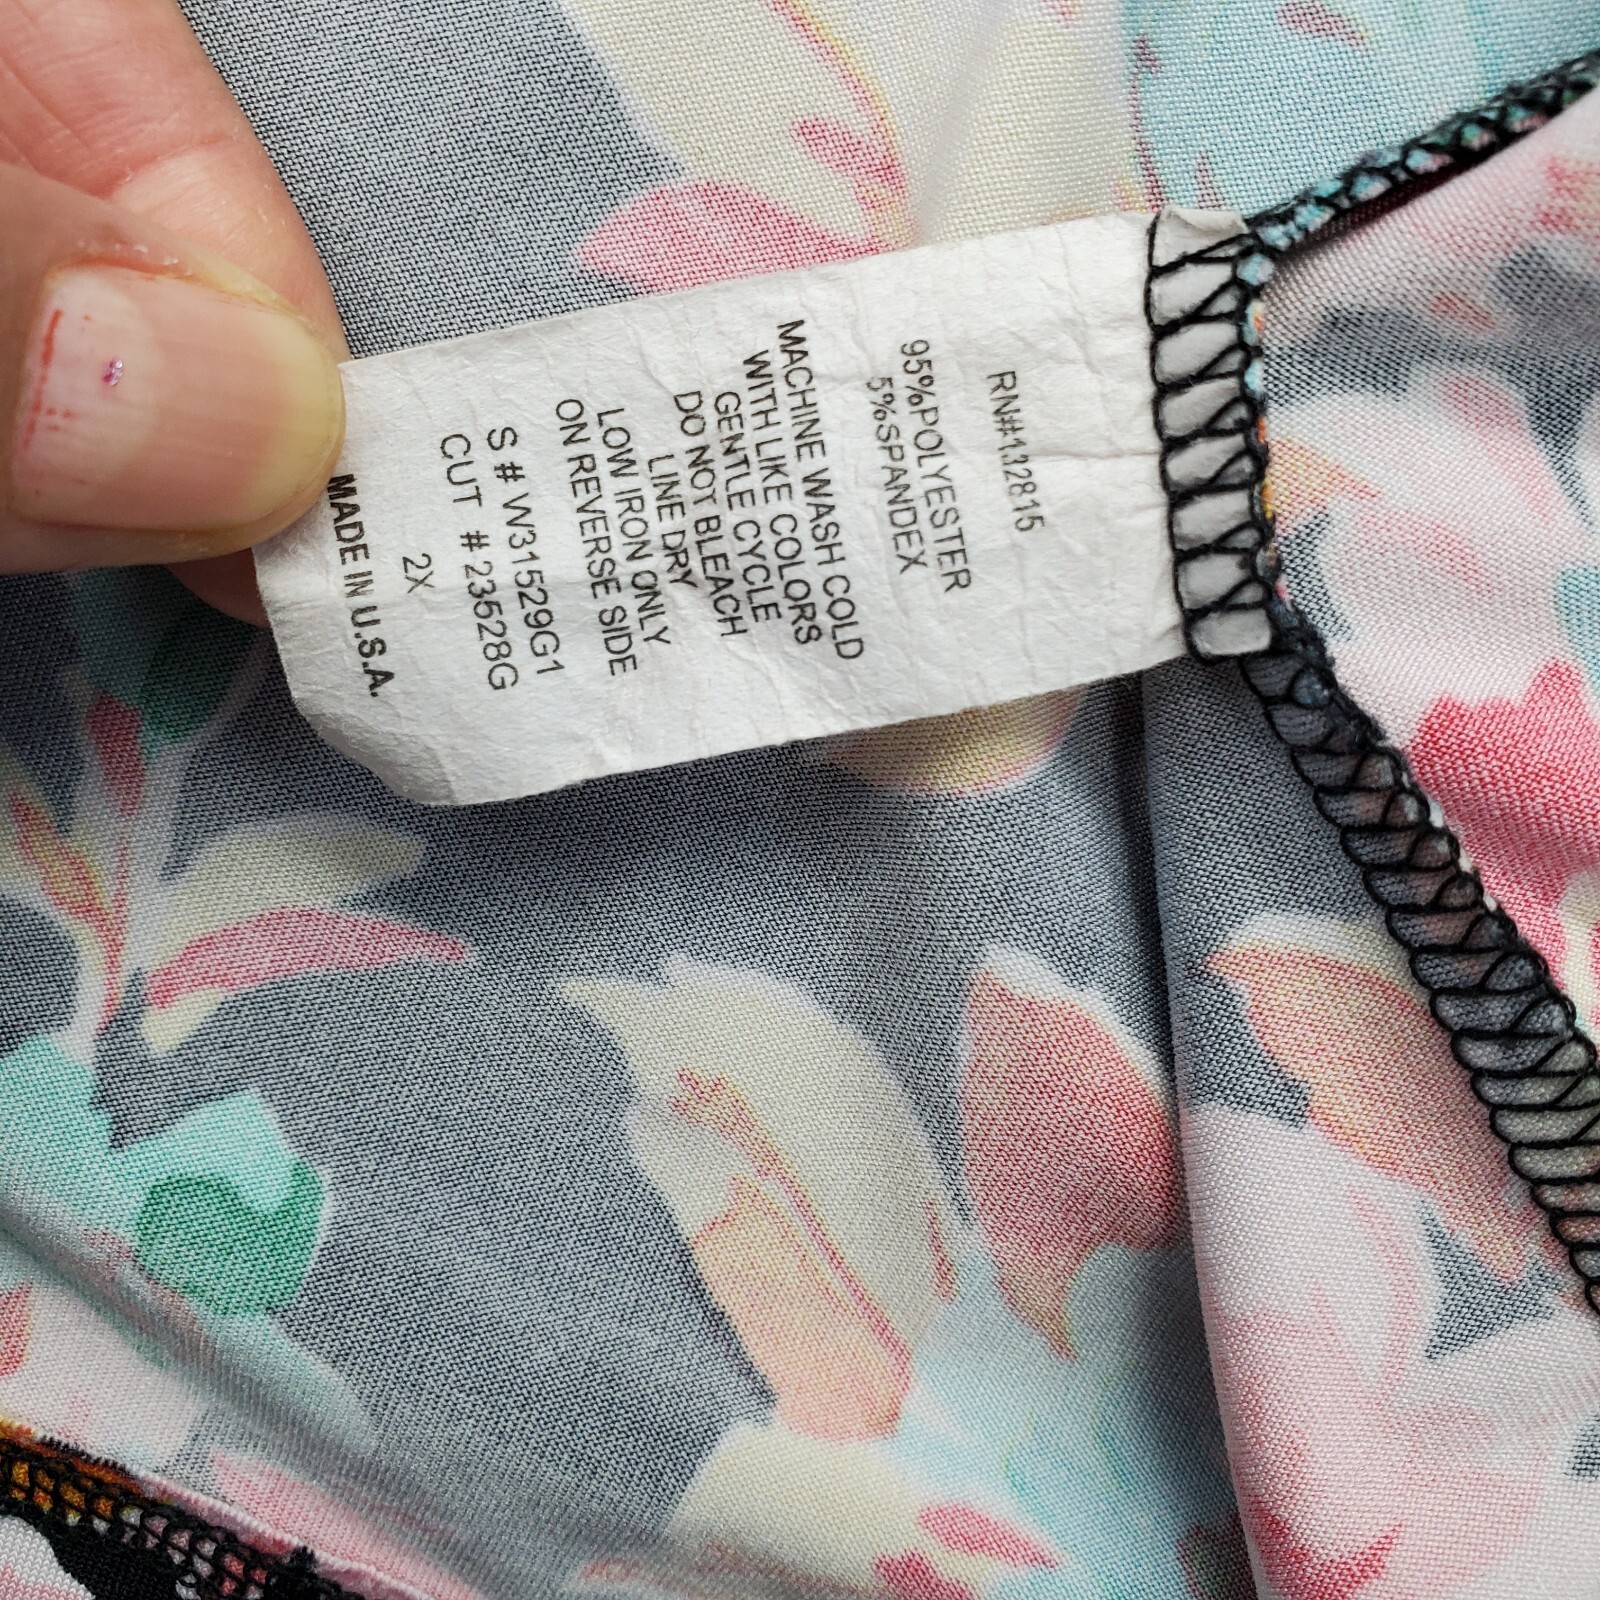 RN#132815
95%POLYESTER
5%SPANDEX
MACHINE WASH COLD
WITH LIKE COLORS
GENTLE CYCLE
DO NOT BLEACH
LINE DRY
LOW IRON ONLY
ON REVERSE SIDE
S # W31529G1
CUT # 23528G
2X
MADE IN U.S.A.